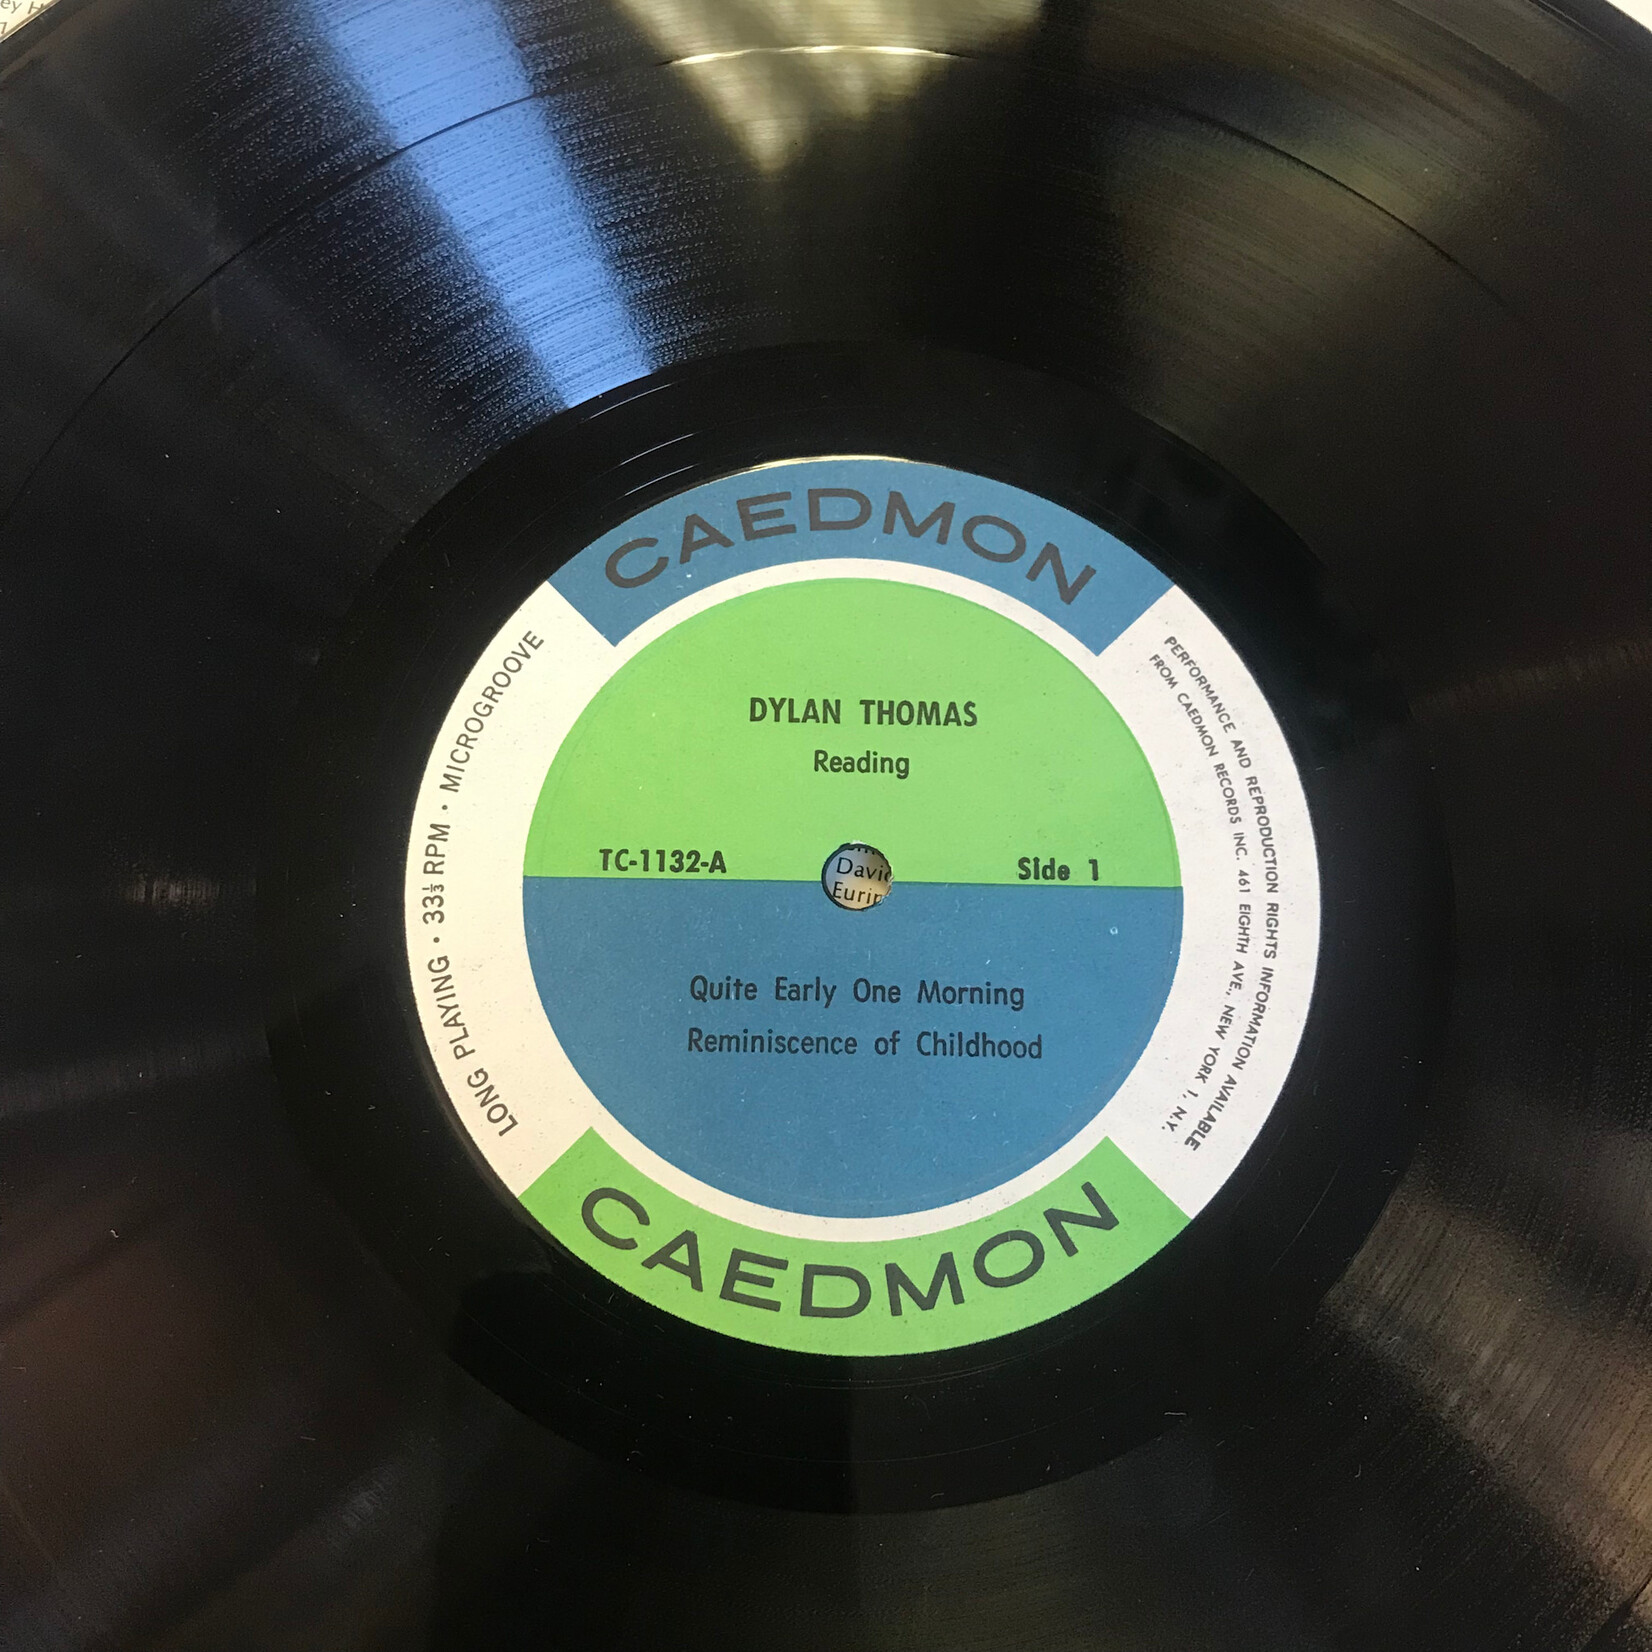 CAEDMON
DYLAN THOMAS
Reading
TC-1132-A
Side 1
Quite Early One Morning
Reminiscence of Childhood
LONG PLAYING • 33⅓ RPM • MICROGROOVE
PERFORMANCE AND REPRODUCTION RIGHTS INFORMATION AVAILABLE
FROM CAEDMON RECORDS INC. 461 EIGHTH AVE., NEW YORK 1, N.Y.
CAEDMON